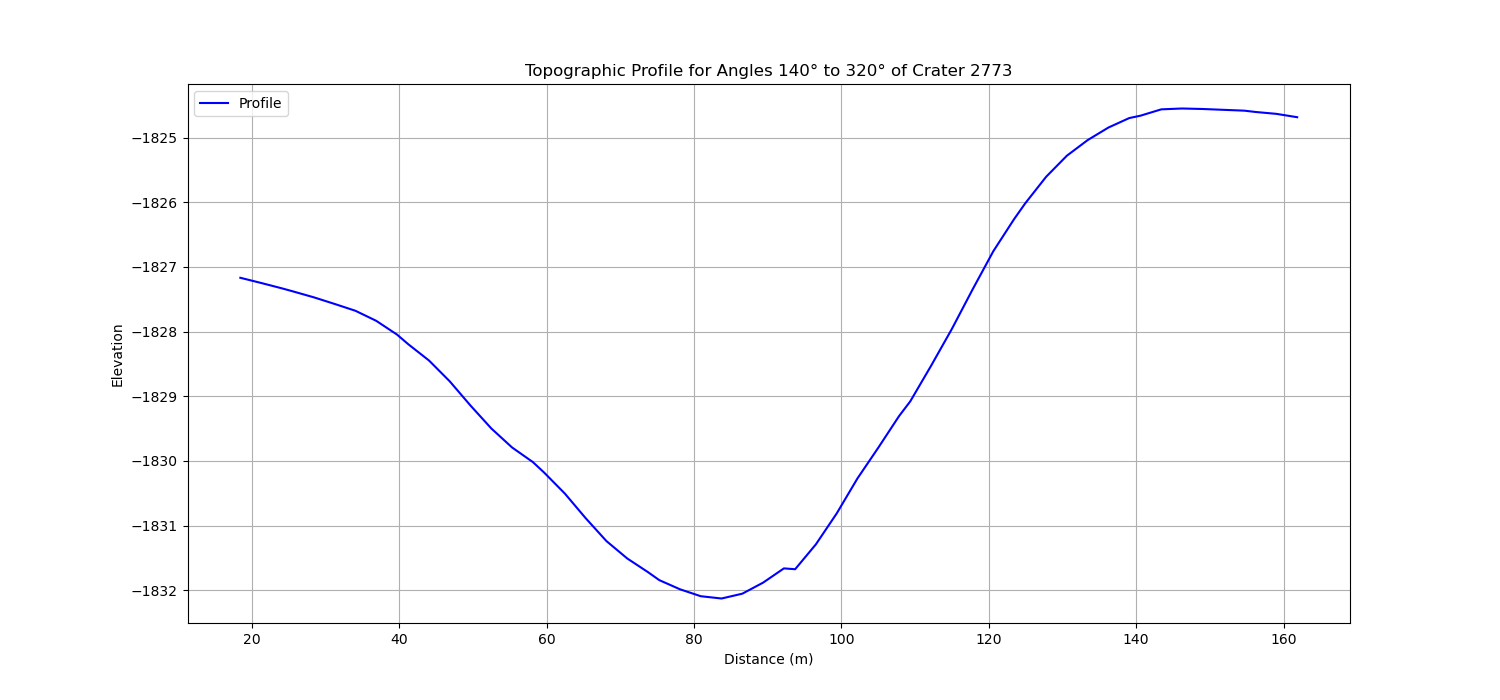 Topographic Profile for Angles 140° to 320° of Crater 2773
Profile
−1825
−1826
−1827
−1828
−1829
−1830
−1831
−1832
Elevation
20 40 60 80 100 120 140 160
Distance (m)